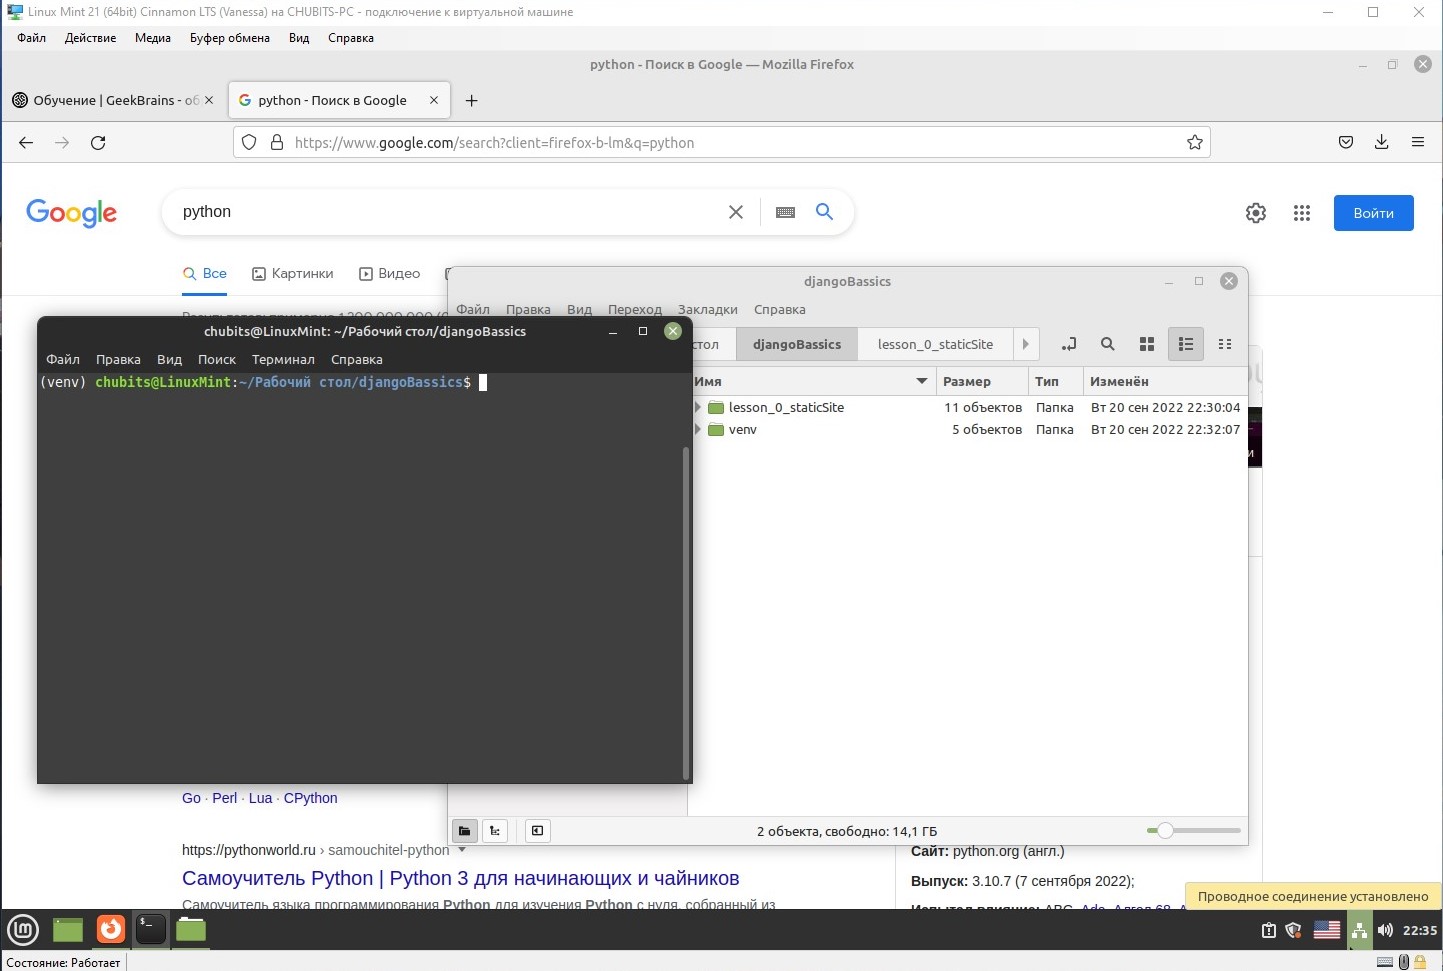 Linux Mint 21 (64bit) Cinnamon LTS (Vanessa) на CHUBITS-PC - подключение к виртуальной машине
Файл Действие Медиа Буфер обмена Вид Справка
python - Поиск в Google — Mozilla Firefox
Обучение | GeekBrains - об
python - Поиск в Google
https://www.google.com/search?client=firefox-b-lm&q=python
Google
python
Войти
Все Картинки Видео
djangoBassics
Файл Правка Вид Переход Закладки Справка
стол djangoBassics lesson_0_staticSite
Имя Размер Тип Изменён
lesson_0_staticSite 11 объектов Папка Вт 20 сен 2022 22:30:04
venv 5 объектов Папка Вт 20 сен 2022 22:32:07
2 объекта, свободно: 14,1 ГБ
chubits@LinuxMint: ~/Рабочий стол/djangoBassics
Файл Правка Вид Поиск Терминал Справка
(venv) chubits@LinuxMint:~/Рабочий стол/djangoBassics$
Go · Perl · Lua · CPython
https://pythonworld.ru › samouchitel-python
Самоучитель Python | Python 3 для начинающих и чайников
Самоучитель языка программирования Python для изучения Python с нуля, собранный из
Сайт: python.org (англ.)
Выпуск: 3.10.7 (7 сентября 2022);
Проводное соединение установлено
22:35
Состояние: Работает